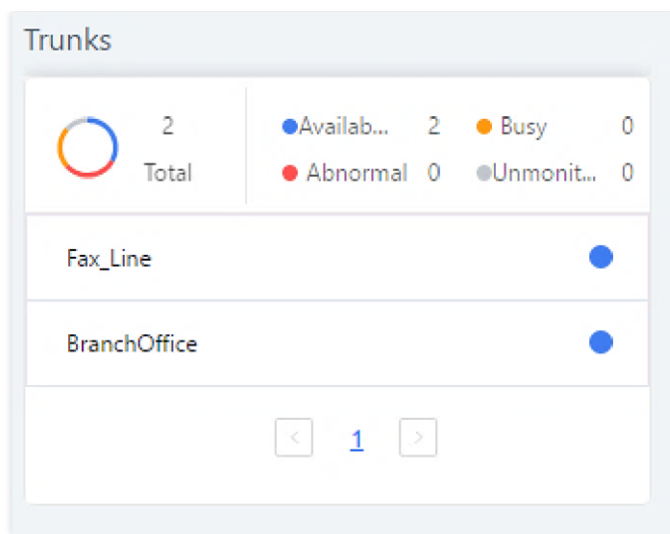 Trunks
2
Total
Availab... 2
Busy 0
Abnormal 0
Unmonit... 0
Fax_Line
BranchOffice
< 1 >